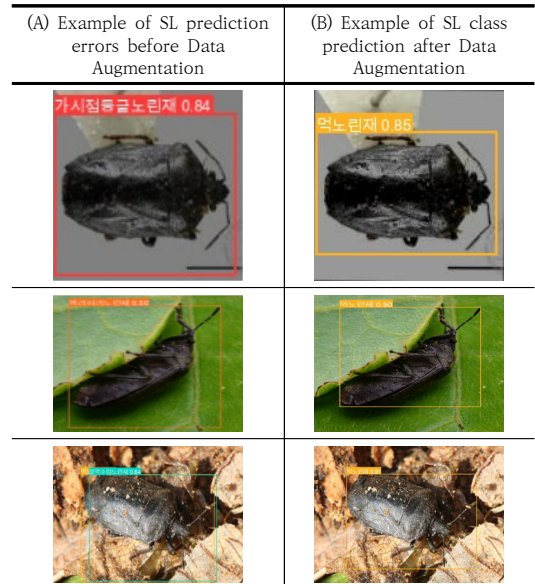 (A) Example of SL prediction
errors before Data
Augmentation
(B) Example of SL class
prediction after Data
Augmentation
가시점둥글노린재 0.84
먹노린재 0.85
0.50
먹노린재 0.90